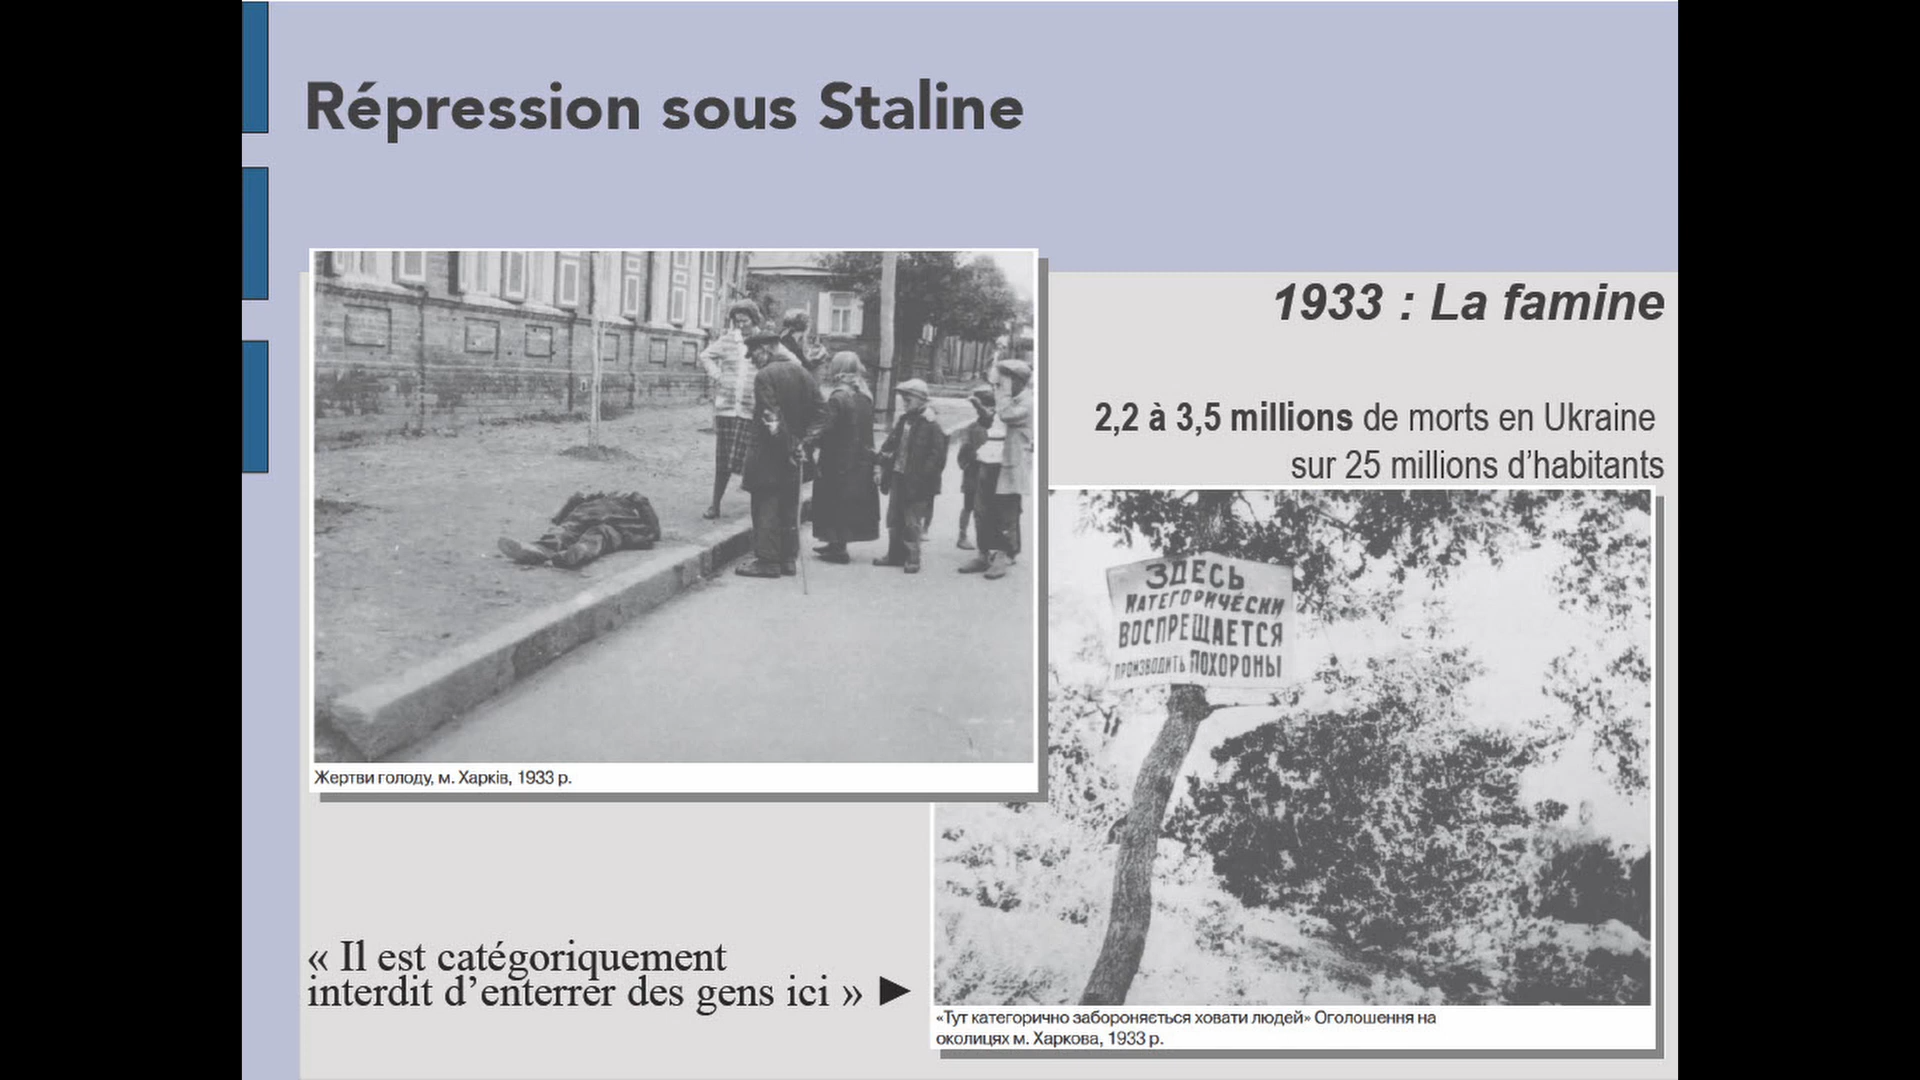 Répression sous Staline
1933 : La famine
2,2 à 3,5 millions de morts en Ukraine
sur 25 millions d’habitants
ЗДЕСЬ
КАТЕГОРИЧЕСКИ
ВОСПРЕЩАЕТСЯ
ПРОИЗВОДИТЬ ПОХОРОНЫ
Жертви голоду, м. Харків, 1933 р.
« Il est catégoriquement
interdit d’enterrer des gens ici » ►
«Тут категорично забороняється ховати людей» Оголошення на
околицях м. Харкова, 1933 р.